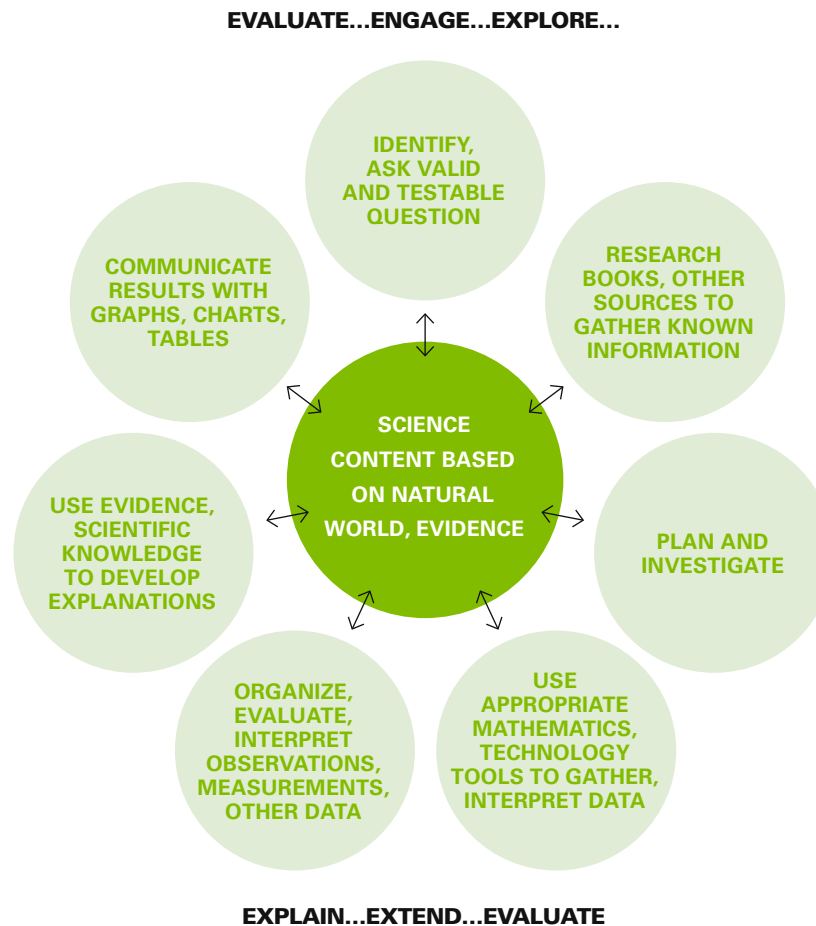 EVALUATE...ENGAGE...EXPLORE...
IDENTIFY,
ASK VALID
AND TESTABLE
QUESTION
RESEARCH
BOOKS, OTHER
SOURCES TO
GATHER KNOWN
INFORMATION
PLAN AND
INVESTIGATE
USE
APPROPRIATE
MATHEMATICS,
TECHNOLOGY
TOOLS TO GATHER,
INTERPRET DATA
ORGANIZE,
EVALUATE,
INTERPRET
OBSERVATIONS,
MEASUREMENTS,
OTHER DATA
USE EVIDENCE,
SCIENTIFIC
KNOWLEDGE
TO DEVELOP
EXPLANATIONS
COMMUNICATE
RESULTS WITH
GRAPHS, CHARTS,
TABLES
SCIENCE
CONTENT BASED
ON NATURAL
WORLD, EVIDENCE
EXPLAIN...EXTEND...EVALUATE